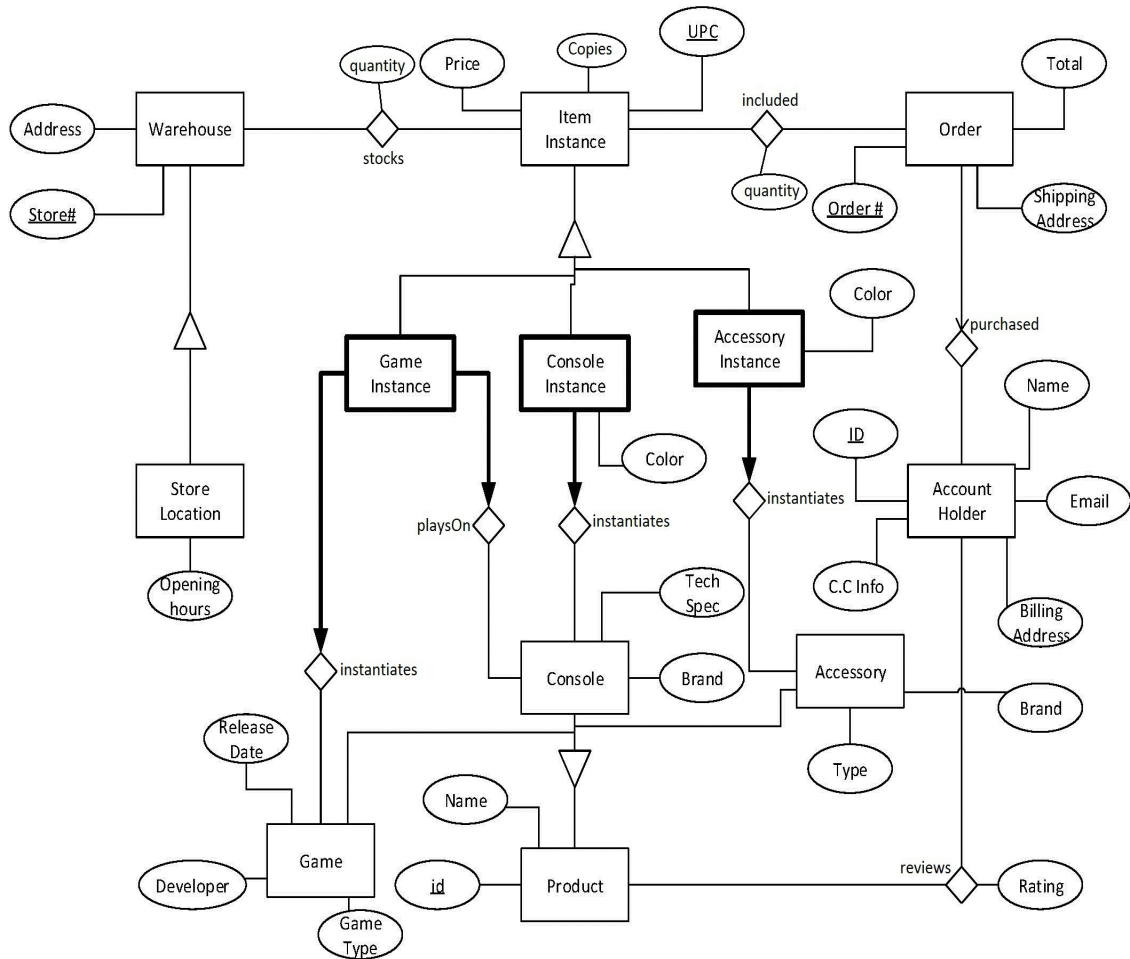 UPC
Copies
quantity
Price
Total
included
Address
Warehouse
Item
Instance
Order
stocks
quantity
Store#
Order #
Shipping
Address
Color
purchased
Game
Instance
Console
Instance
Accessory
Instance
Name
ID
Color
Store
Location
Account
Holder
Email
playsOn
instantiates
instantiates
Opening
hours
Tech
Spec
C.C Info
Billing
Address
instantiates
Console
Brand
Accessory
Brand
Release
Date
Type
Name
Game
Developer
id
Product
reviews
Rating
Game
Type